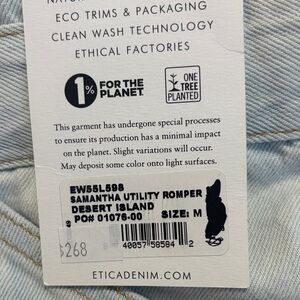 ECO TRIMS & PACKAGING
CLEAN WASH TECHNOLOGY
ETHICAL FACTORIES
1% FOR THE PLANET
ONE TREE PLANTED
This garment has undergone special processes
to ensure its production has a minimal impact
on the planet. Slight variations will occur.
May deposit some color onto light surfaces.
EW55L598
SAMANTHA UTILITY ROMPER
DESERT ISLAND
PO# 01076-00 SIZE: M
$268
9 40057 58584 2
ETICADENIM.COM